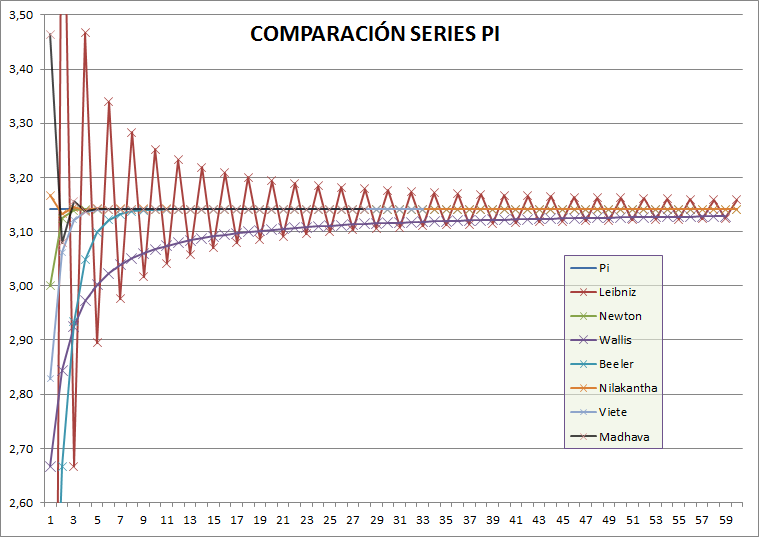 COMPARACIÓN SERIES PI
3,50
3,40
3,30
3,20
3,10
3,00
2,90
2,80
2,70
2,60
Pi
Leibniz
Newton
Wallis
Beeler
Nilakantha
Viete
Madhava
1 3 5 7 9 11 13 15 17 19 21 23 25 27 29 31 33 35 37 39 41 43 45 47 49 51 53 55 57 59